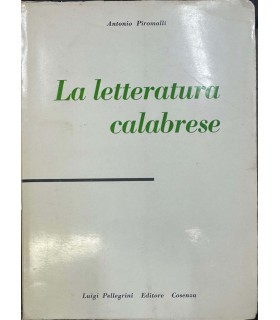 Antonio Piromalli
La letteratura
calabrese
Luigi Pellegrini Editore Cosenza